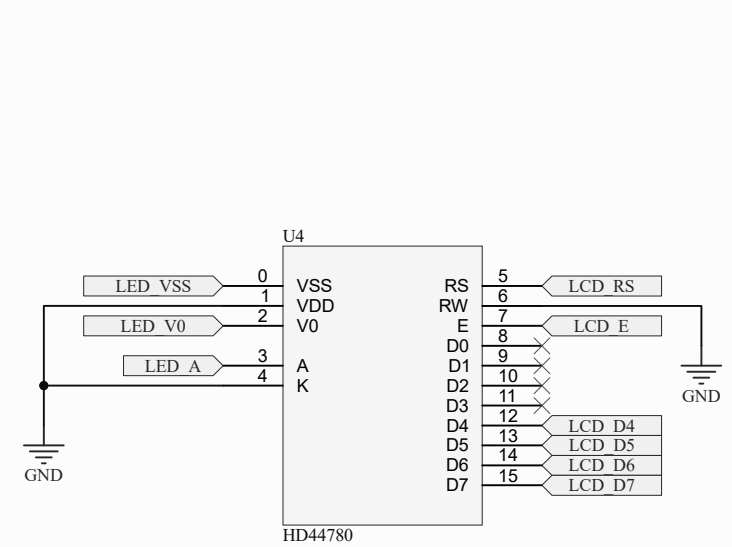 U4
LED_VSS 0 VSS RS 5 LCD_RS
1 VDD RW 6
LED_V0 2 V0 E 7 LCD_E
D0 8
LED_A 3 A D1 9
4 K D2 10
GND
D3 11
D4 12 LCD_D4
D5 13 LCD_D5
D6 14 LCD_D6
GND
D7 15 LCD_D7
HD44780